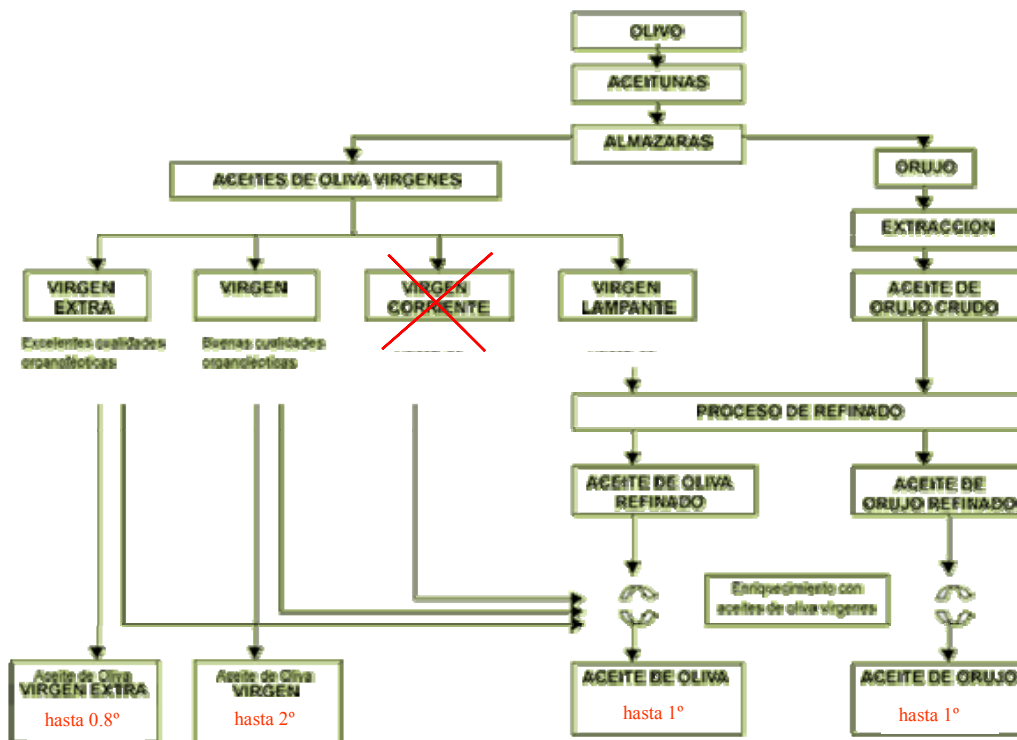 OLIVO
ACEITUNAS
ALMAZARAS
ACEITES DE OLIVA VIRGENES
ORUJO
EXTRACCION
VIRGEN
EXTRA
VIRGEN
VIRGEN
CORRIENTE
VIRGEN
LAMPANTE
ACEITE DE
ORUJO CRUDO
Excelentes cualidades
organolécticas
Buenas cualidades
organolécticas
PROCESO DE REFINADO
ACEITE DE OLIVA
REFINADO
ACEITE DE
ORUJO REFINADO
Enriquecimiento con
aceites de oliva vírgenes
Aceite de Oliva
VIRGEN EXTRA
hasta 0.8º
Aceite de Oliva
VIRGEN
hasta 2º
ACEITE DE OLIVA
hasta 1º
ACEITE DE ORUJO
hasta 1º